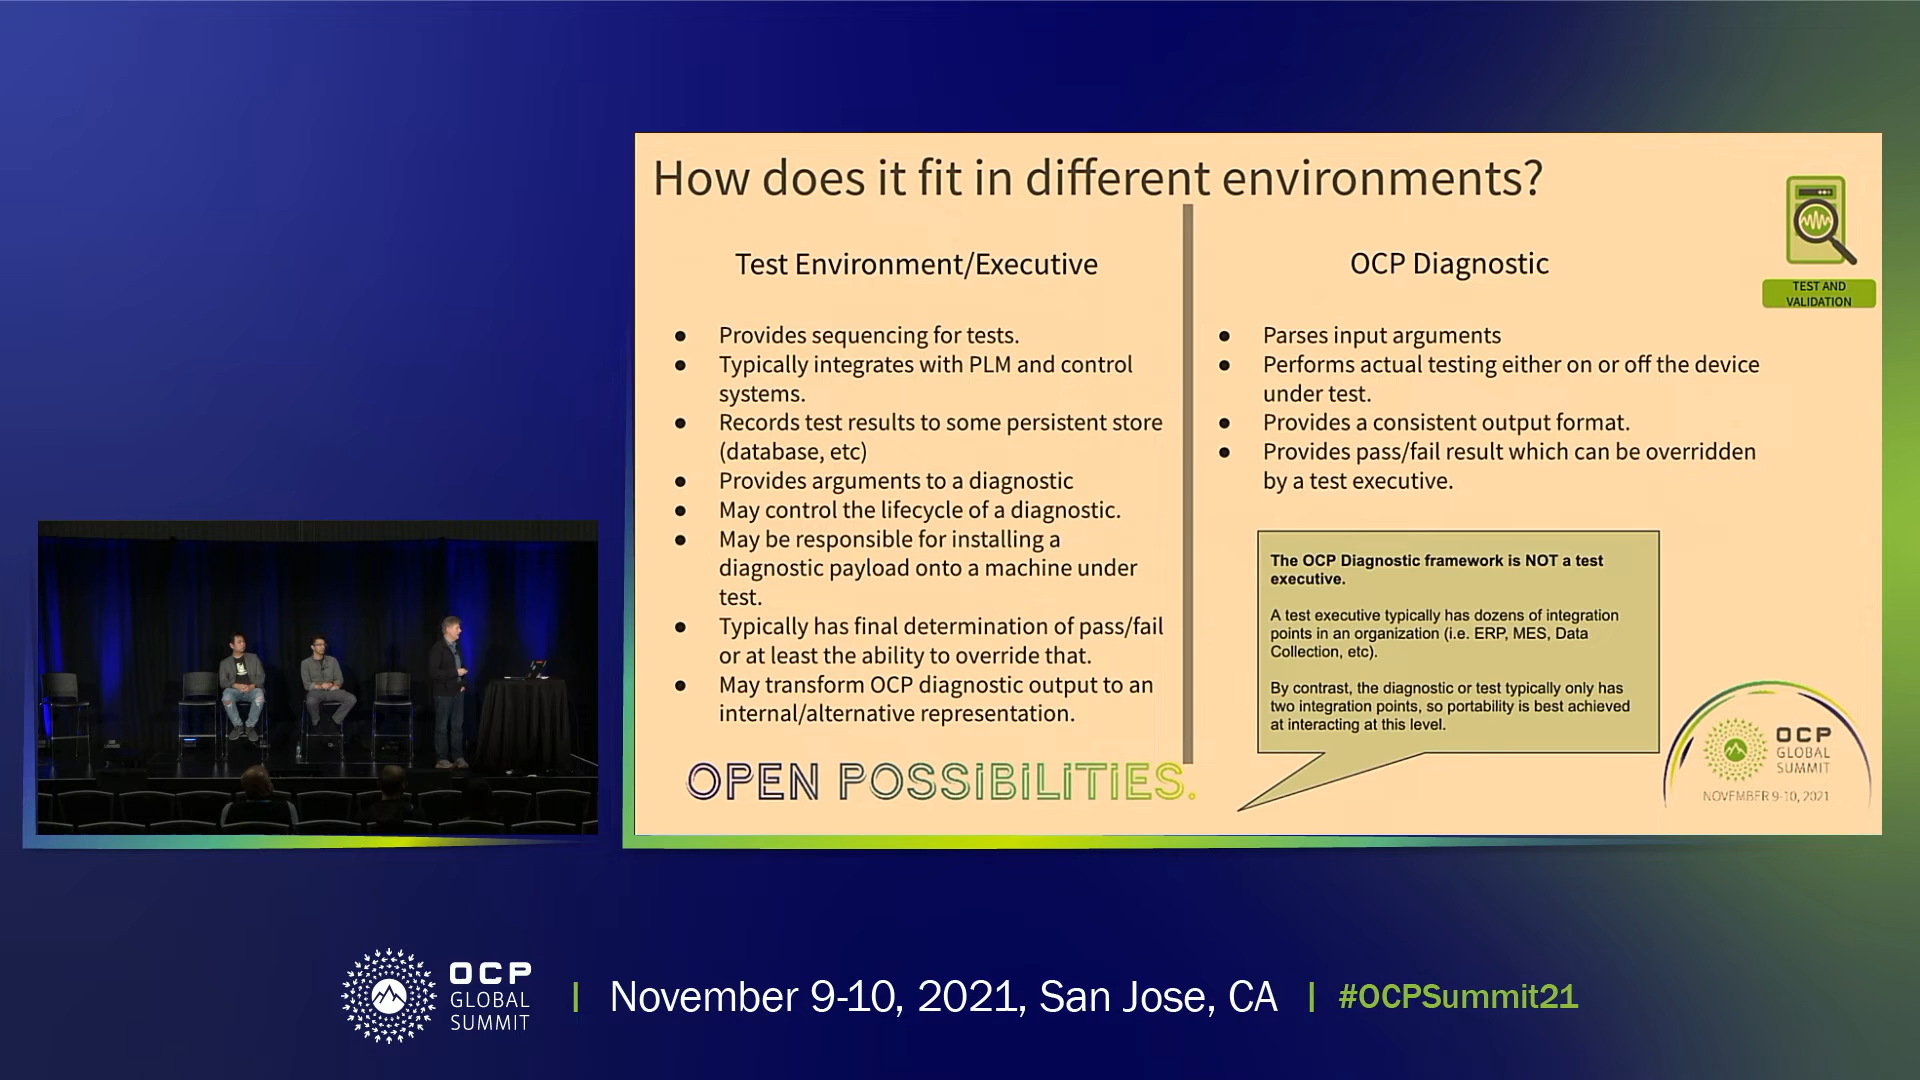 How does it fit in different environments?
Test Environment/Executive
● Provides sequencing for tests.
● Typically integrates with PLM and control
systems.
● Records test results to some persistent store
(database, etc)
● Provides arguments to a diagnostic
● May control the lifecycle of a diagnostic.
● May be responsible for installing a
diagnostic payload onto a machine under
test.
● Typically has final determination of pass/fail
or at least the ability to override that.
● May transform OCP diagnostic output to an
internal/alternative representation.
OCP Diagnostic
● Parses input arguments
● Performs actual testing either on or off the device
under test.
● Provides a consistent output format.
● Provides pass/fail result which can be overridden
by a test executive.
The OCP Diagnostic framework is NOT a test
executive.
A test executive typically has dozens of integration
points in an organization (i.e. ERP, MES, Data
Collection, etc).
By contrast, the diagnostic or test typically only has
two integration points, so portability is best achieved
at interacting at this level.
TEST AND
VALIDATION
OPEN POSSIBILITIES.
OCP
GLOBAL
SUMMIT
NOVEMBER 9-10, 2021
OCP
GLOBAL
SUMMIT
November 9-10, 2021, San Jose, CA
#OCPSummit21